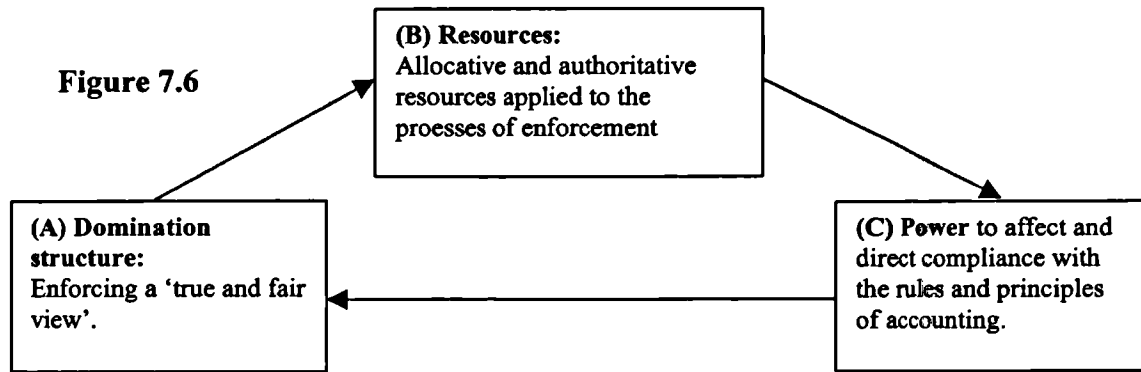 Figure 7.6
(B) Resources:
Allocative and authoritative
resources applied to the
proesses of enforcement
(A) Domination
structure:
Enforcing a ‘true and fair
view’.
(C) Power to affect and
direct compliance with
the rules and principles
of accounting.